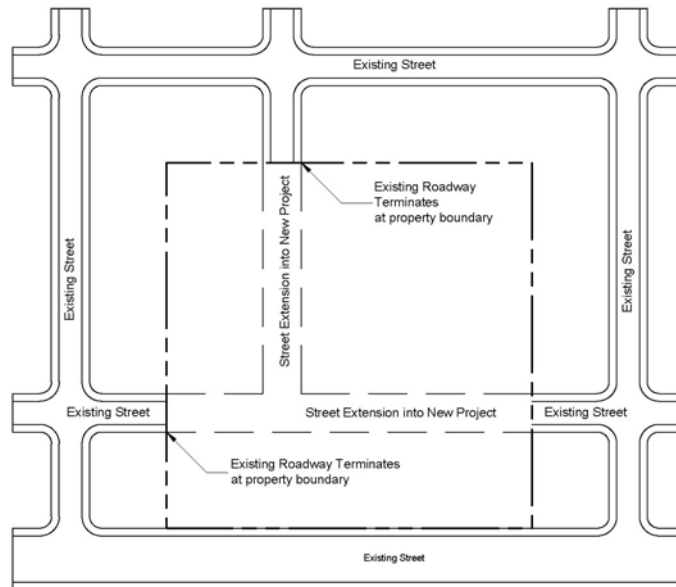 Existing Street
Existing Roadway
Terminates
at property boundary
Street Extension into New Project
Existing Street
Existing Street
Existing Street
Street Extension into New Project
Existing Street
Existing Roadway Terminates
at property boundary
Existing Street